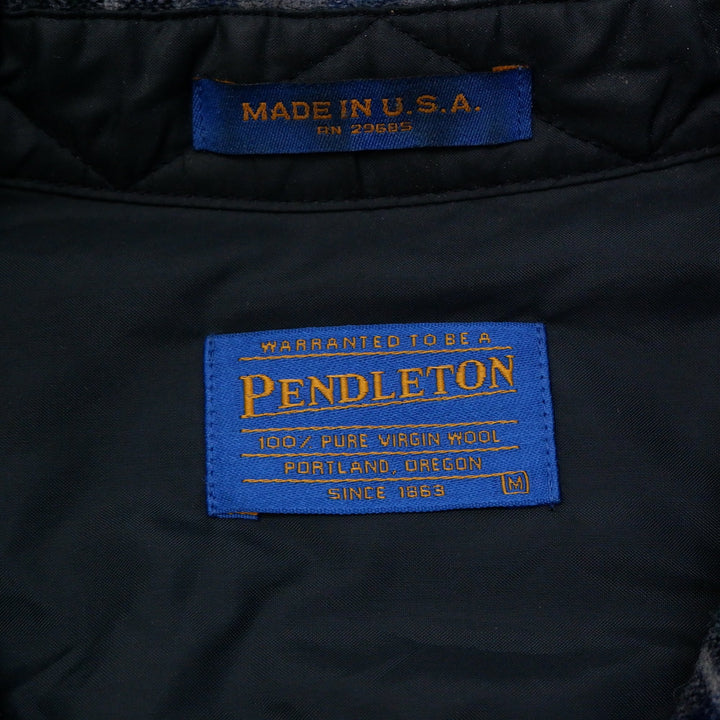 MADE IN U.S.A.
RN 29685
WARRANTED TO BE A
PENDLETON
100% PURE VIRGIN WOOL
PORTLAND, OREGON
SINCE 1863 M